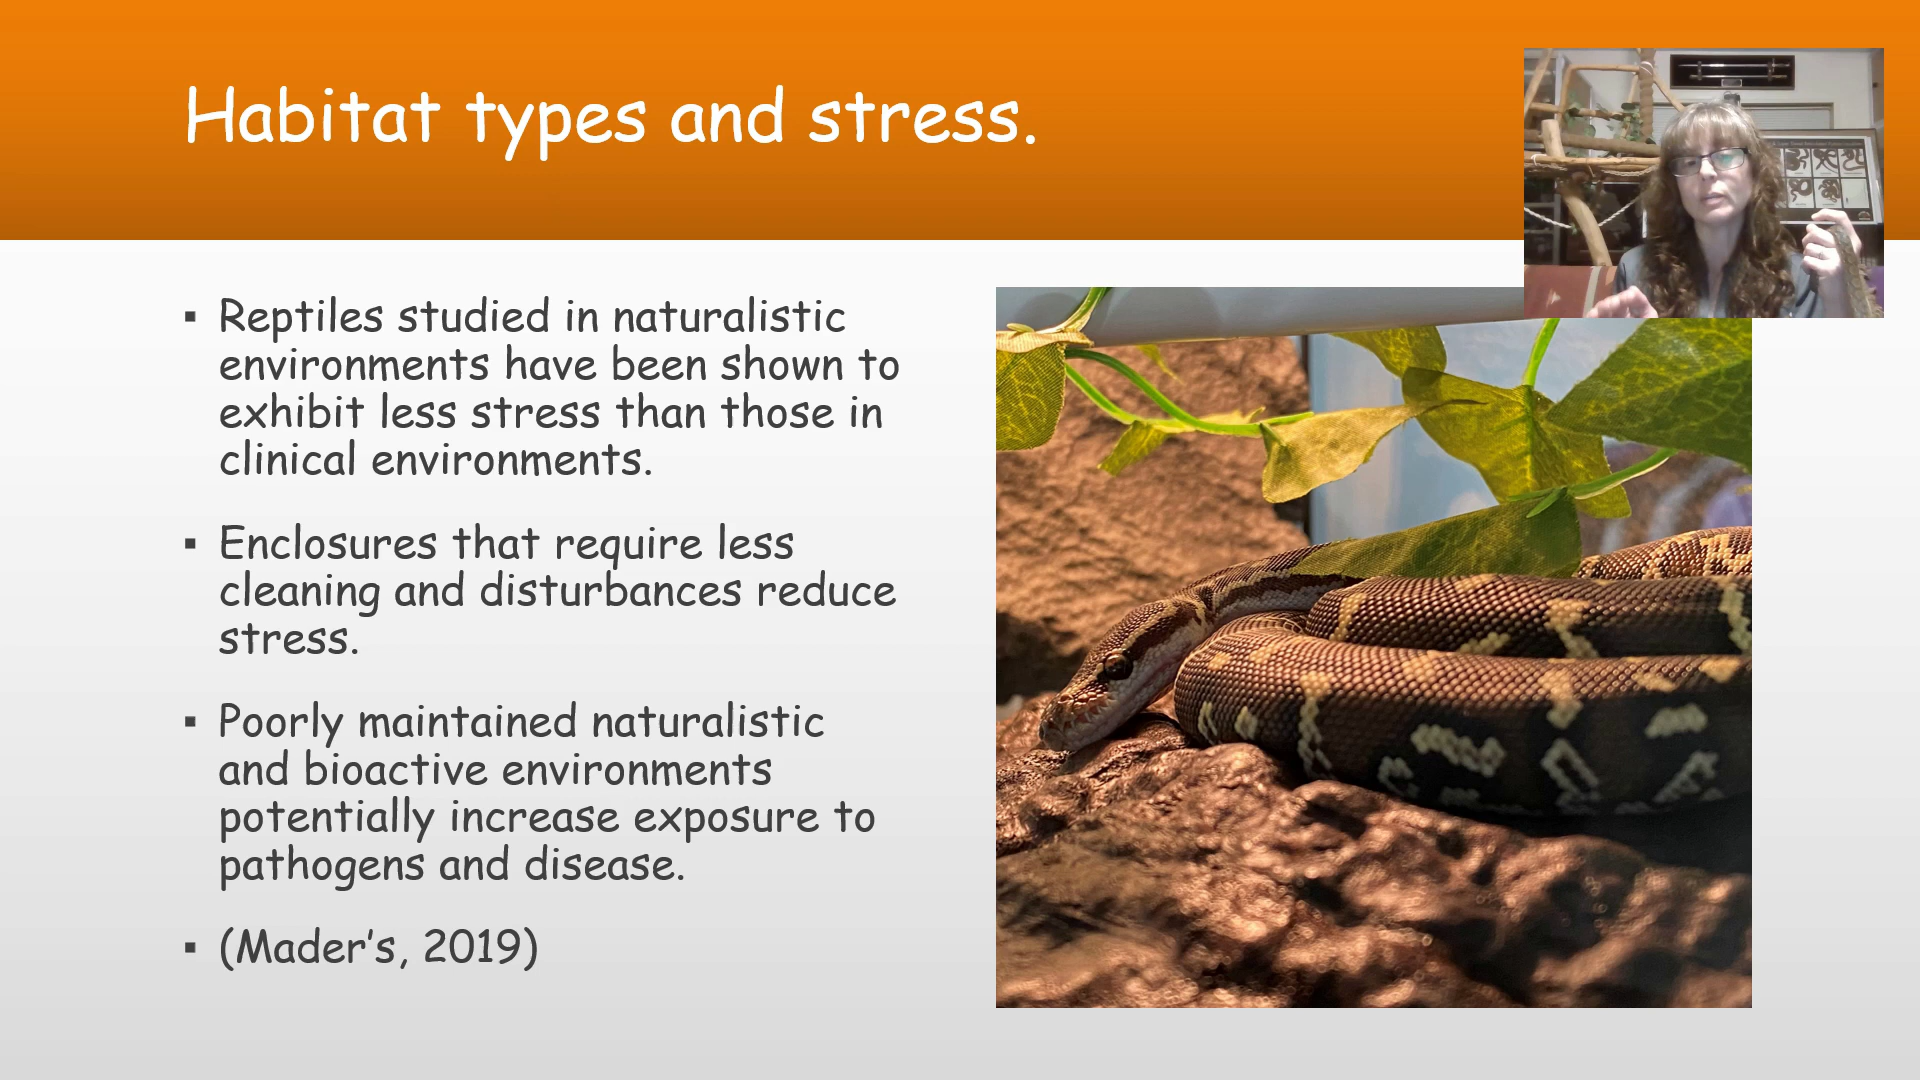 Habitat types and stress.
▪ Reptiles studied in naturalistic
environments have been shown to
exhibit less stress than those in
clinical environments.
▪ Enclosures that require less
cleaning and disturbances reduce
stress.
▪ Poorly maintained naturalistic
and bioactive environments
potentially increase exposure to
pathogens and disease.
▪ (Mader’s, 2019)